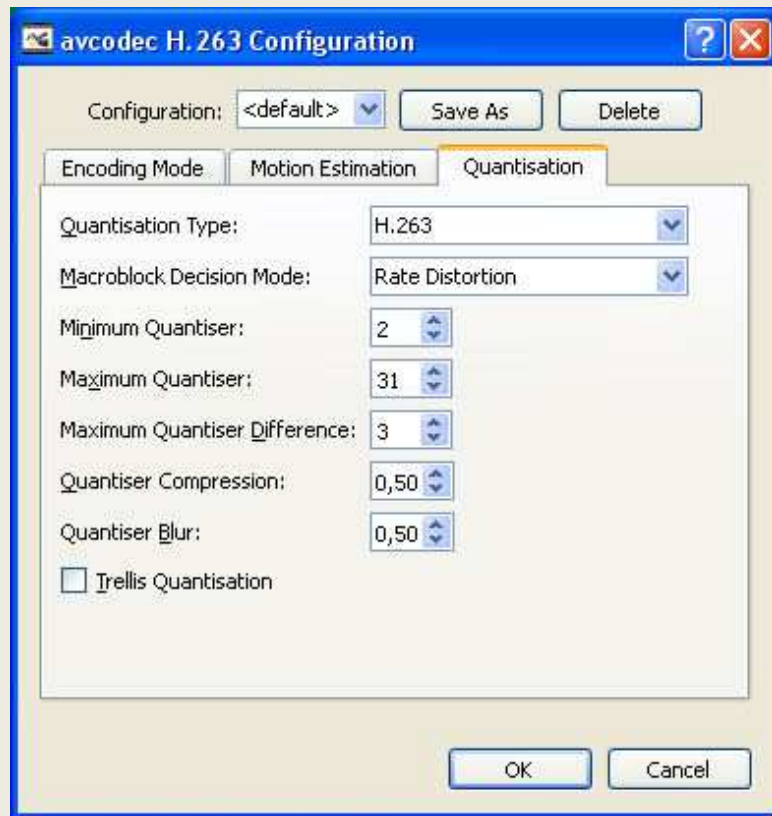 avcodec H.263 Configuration
Configuration: <default> Save As Delete
Encoding Mode Motion Estimation Quantisation
Quantisation Type: H.263
Macroblock Decision Mode: Rate Distortion
Minimum Quantiser: 2
Maximum Quantiser: 31
Maximum Quantiser Difference: 3
Quantiser Compression: 0,50
Quantiser Blur: 0,50
Trellis Quantisation
OK Cancel